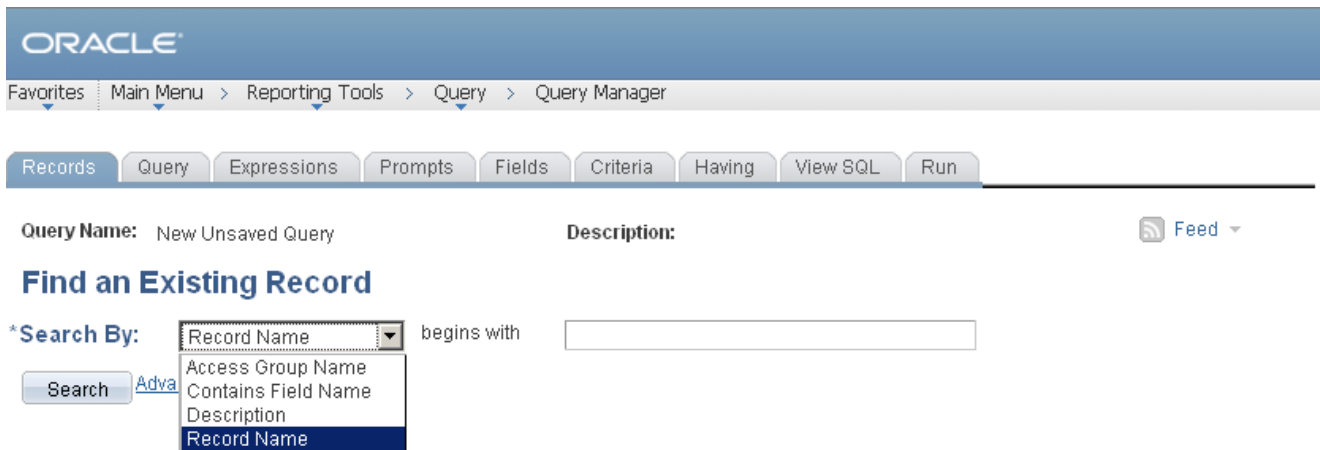 ORACLE
Favorites Main Menu > Reporting Tools > Query > Query Manager
Records Query Expressions Prompts Fields Criteria Having View SQL Run
Query Name: New Unsaved Query Description: Feed
Find an Existing Record
*Search By: Record Name begins with
Access Group Name
Search Adva Contains Field Name
Description
Record Name